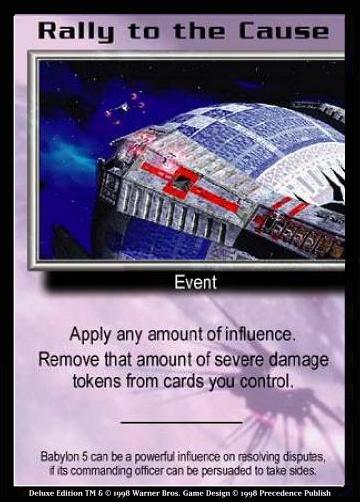 Rally to the Cause
Event
Apply any amount of influence.
Remove that amount of severe damage
tokens from cards you control.
Babylon 5 can be a powerful influence on resolving disputes,
if its commanding officer can be persuaded to take sides.
Deluxe Edition TM & © 1998 Warner Bros. Game Design © 1998 Precedence Publish